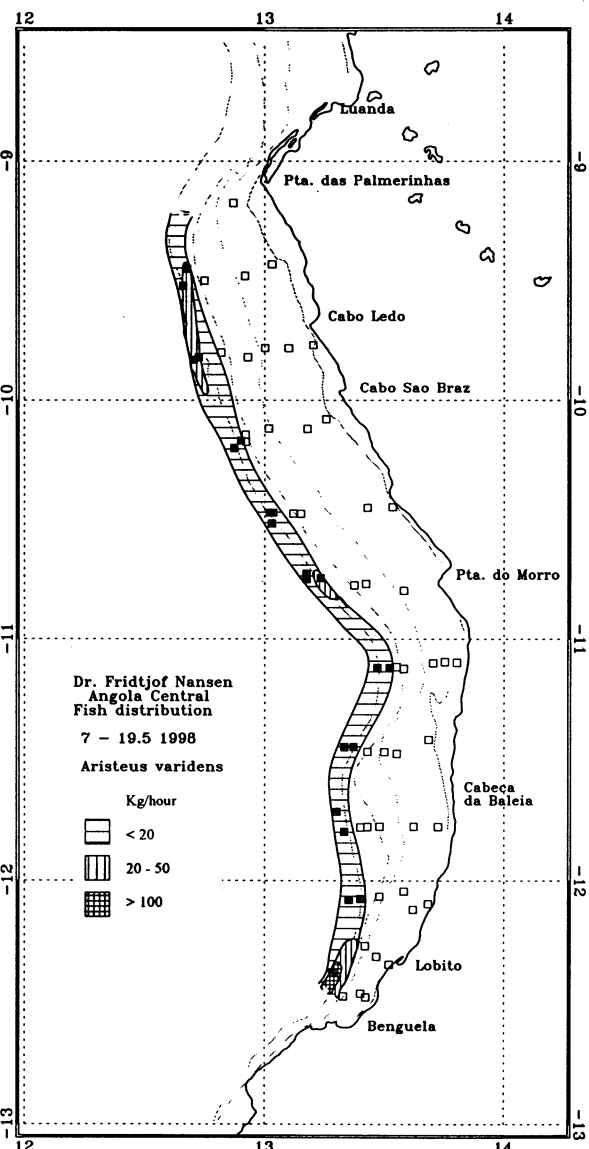 12 13 14
Luanda
-9 -9
Pta. das Palmerinhas
Cabo Ledo
Cabo Sao Braz
-10 -10
Pta. do Morro
-11 -11
Dr. Fridtjof Nansen
Angola Central
Fish distribution
7 - 19.5 1998
Aristeus varidens
Kg/hour
< 20
20 - 50
> 100
Cabeca
da Baleia
-12 -12
Lobito
Benguela
-13 -13
12 13 14